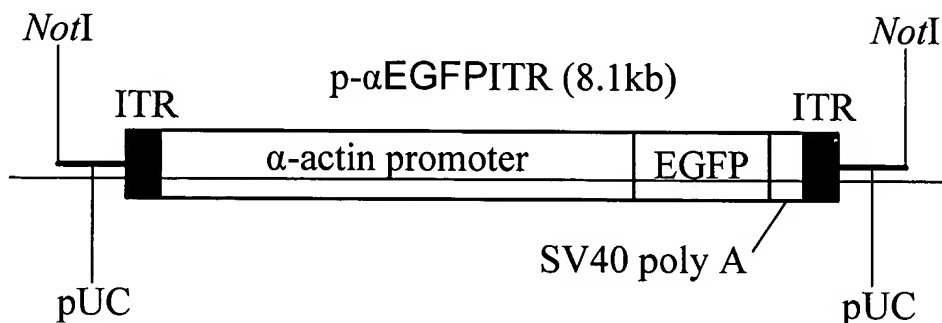 NotI
NotI
p-αEGFPITR (8.1kb)
ITR
ITR
α-actin promoter
EGFP
SV40 poly A
pUC
pUC